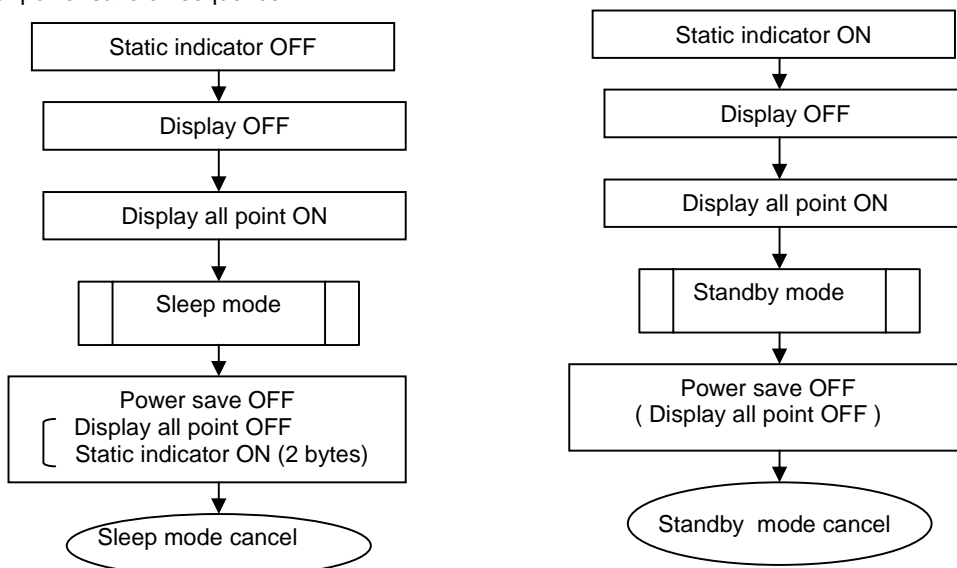 Static indicator OFF
Display OFF
Display all point ON
Sleep mode
Power save OFF
Display all point OFF
Static indicator ON (2 bytes)
Sleep mode cancel
Static indicator ON
Display OFF
Display all point ON
Standby mode
Power save OFF
( Display all point OFF )
Standby mode cancel